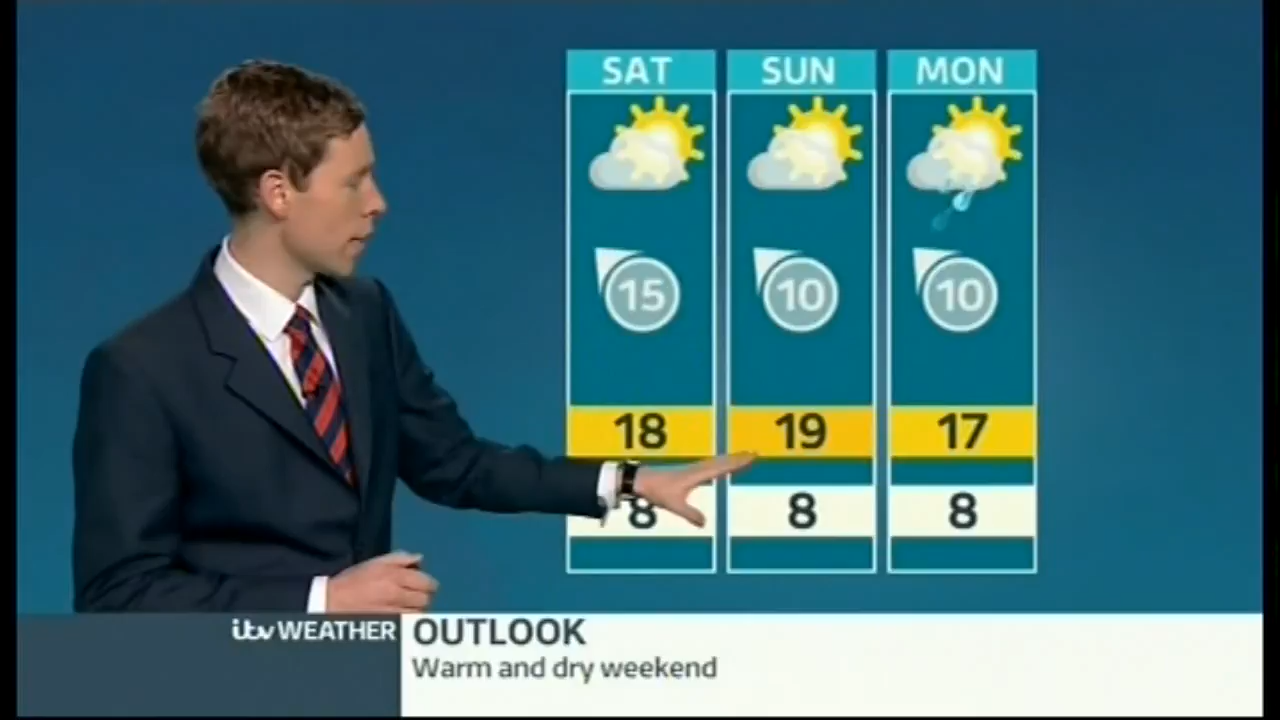 SAT SUN MON
15 10 10
18 19 17
8 8 8
itv WEATHER
OUTLOOK
Warm and dry weekend